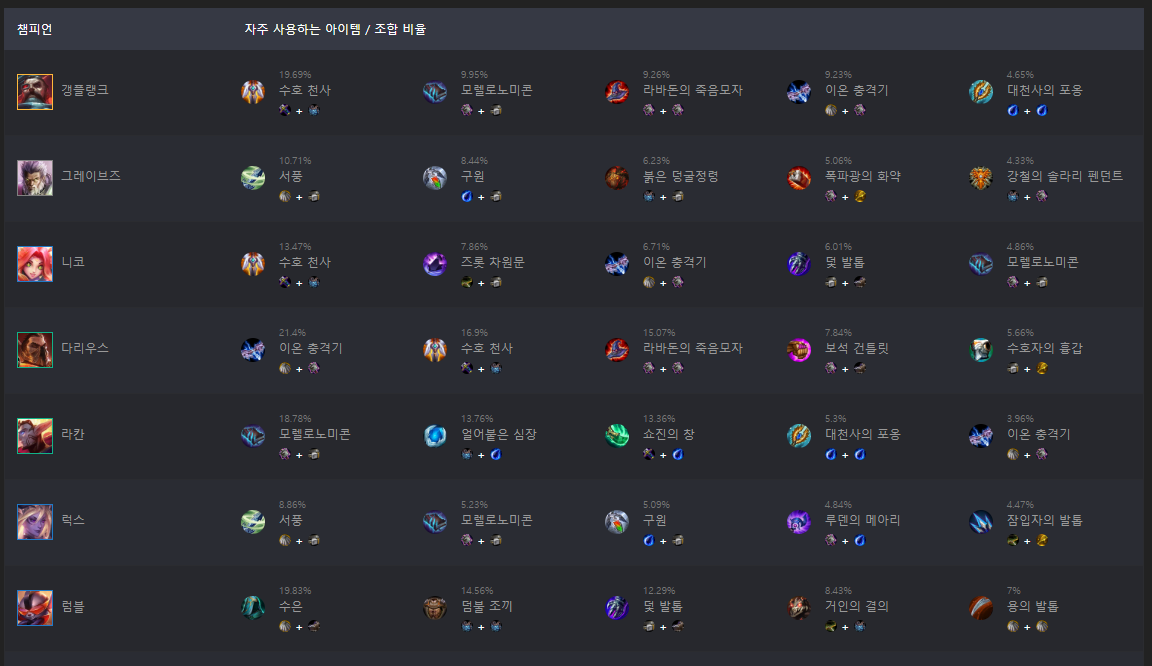 챔피언 자주 사용하는 아이템 / 조합 비율
19.69% 9.95% 9.26% 9.23% 4.65%
갱플랭크 수호 천사 모렐로노미콘 라바돈의 죽음모자 이온 충격기 대천사의 포옹
+ + + + +
10.71% 8.44% 6.23% 5.06% 4.33%
그레이브즈 서풍 구원 붉은 덩굴정령 폭파광의 화약 강철의 솔라리 펜던트
+ + + + +
13.47% 7.86% 6.71% 6.01% 4.86%
니코 수호 천사 즈롯 차원문 이온 충격기 덫 발톱 모렐로노미콘
+ + + + +
21.4% 16.9% 15.07% 7.84% 5.66%
다리우스 이온 충격기 수호 천사 라바돈의 죽음모자 보석 건틀릿 수호자의 흉갑
+ + + + +
18.78% 13.76% 13.36% 5.3% 3.96%
라칸 모렐로노미콘 얼어붙은 심장 쇼진의 창 대천사의 포옹 이온 충격기
+ + + + +
8.86% 5.23% 5.09% 4.84% 4.47%
럭스 서풍 모렐로노미콘 구원 루덴의 메아리 잠입자의 발톱
+ + + + +
19.83% 14.56% 12.29% 8.43% 7%
럼블 수은 덤불 조끼 덫 발톱 거인의 결의 용의 발톱
+ + + + +